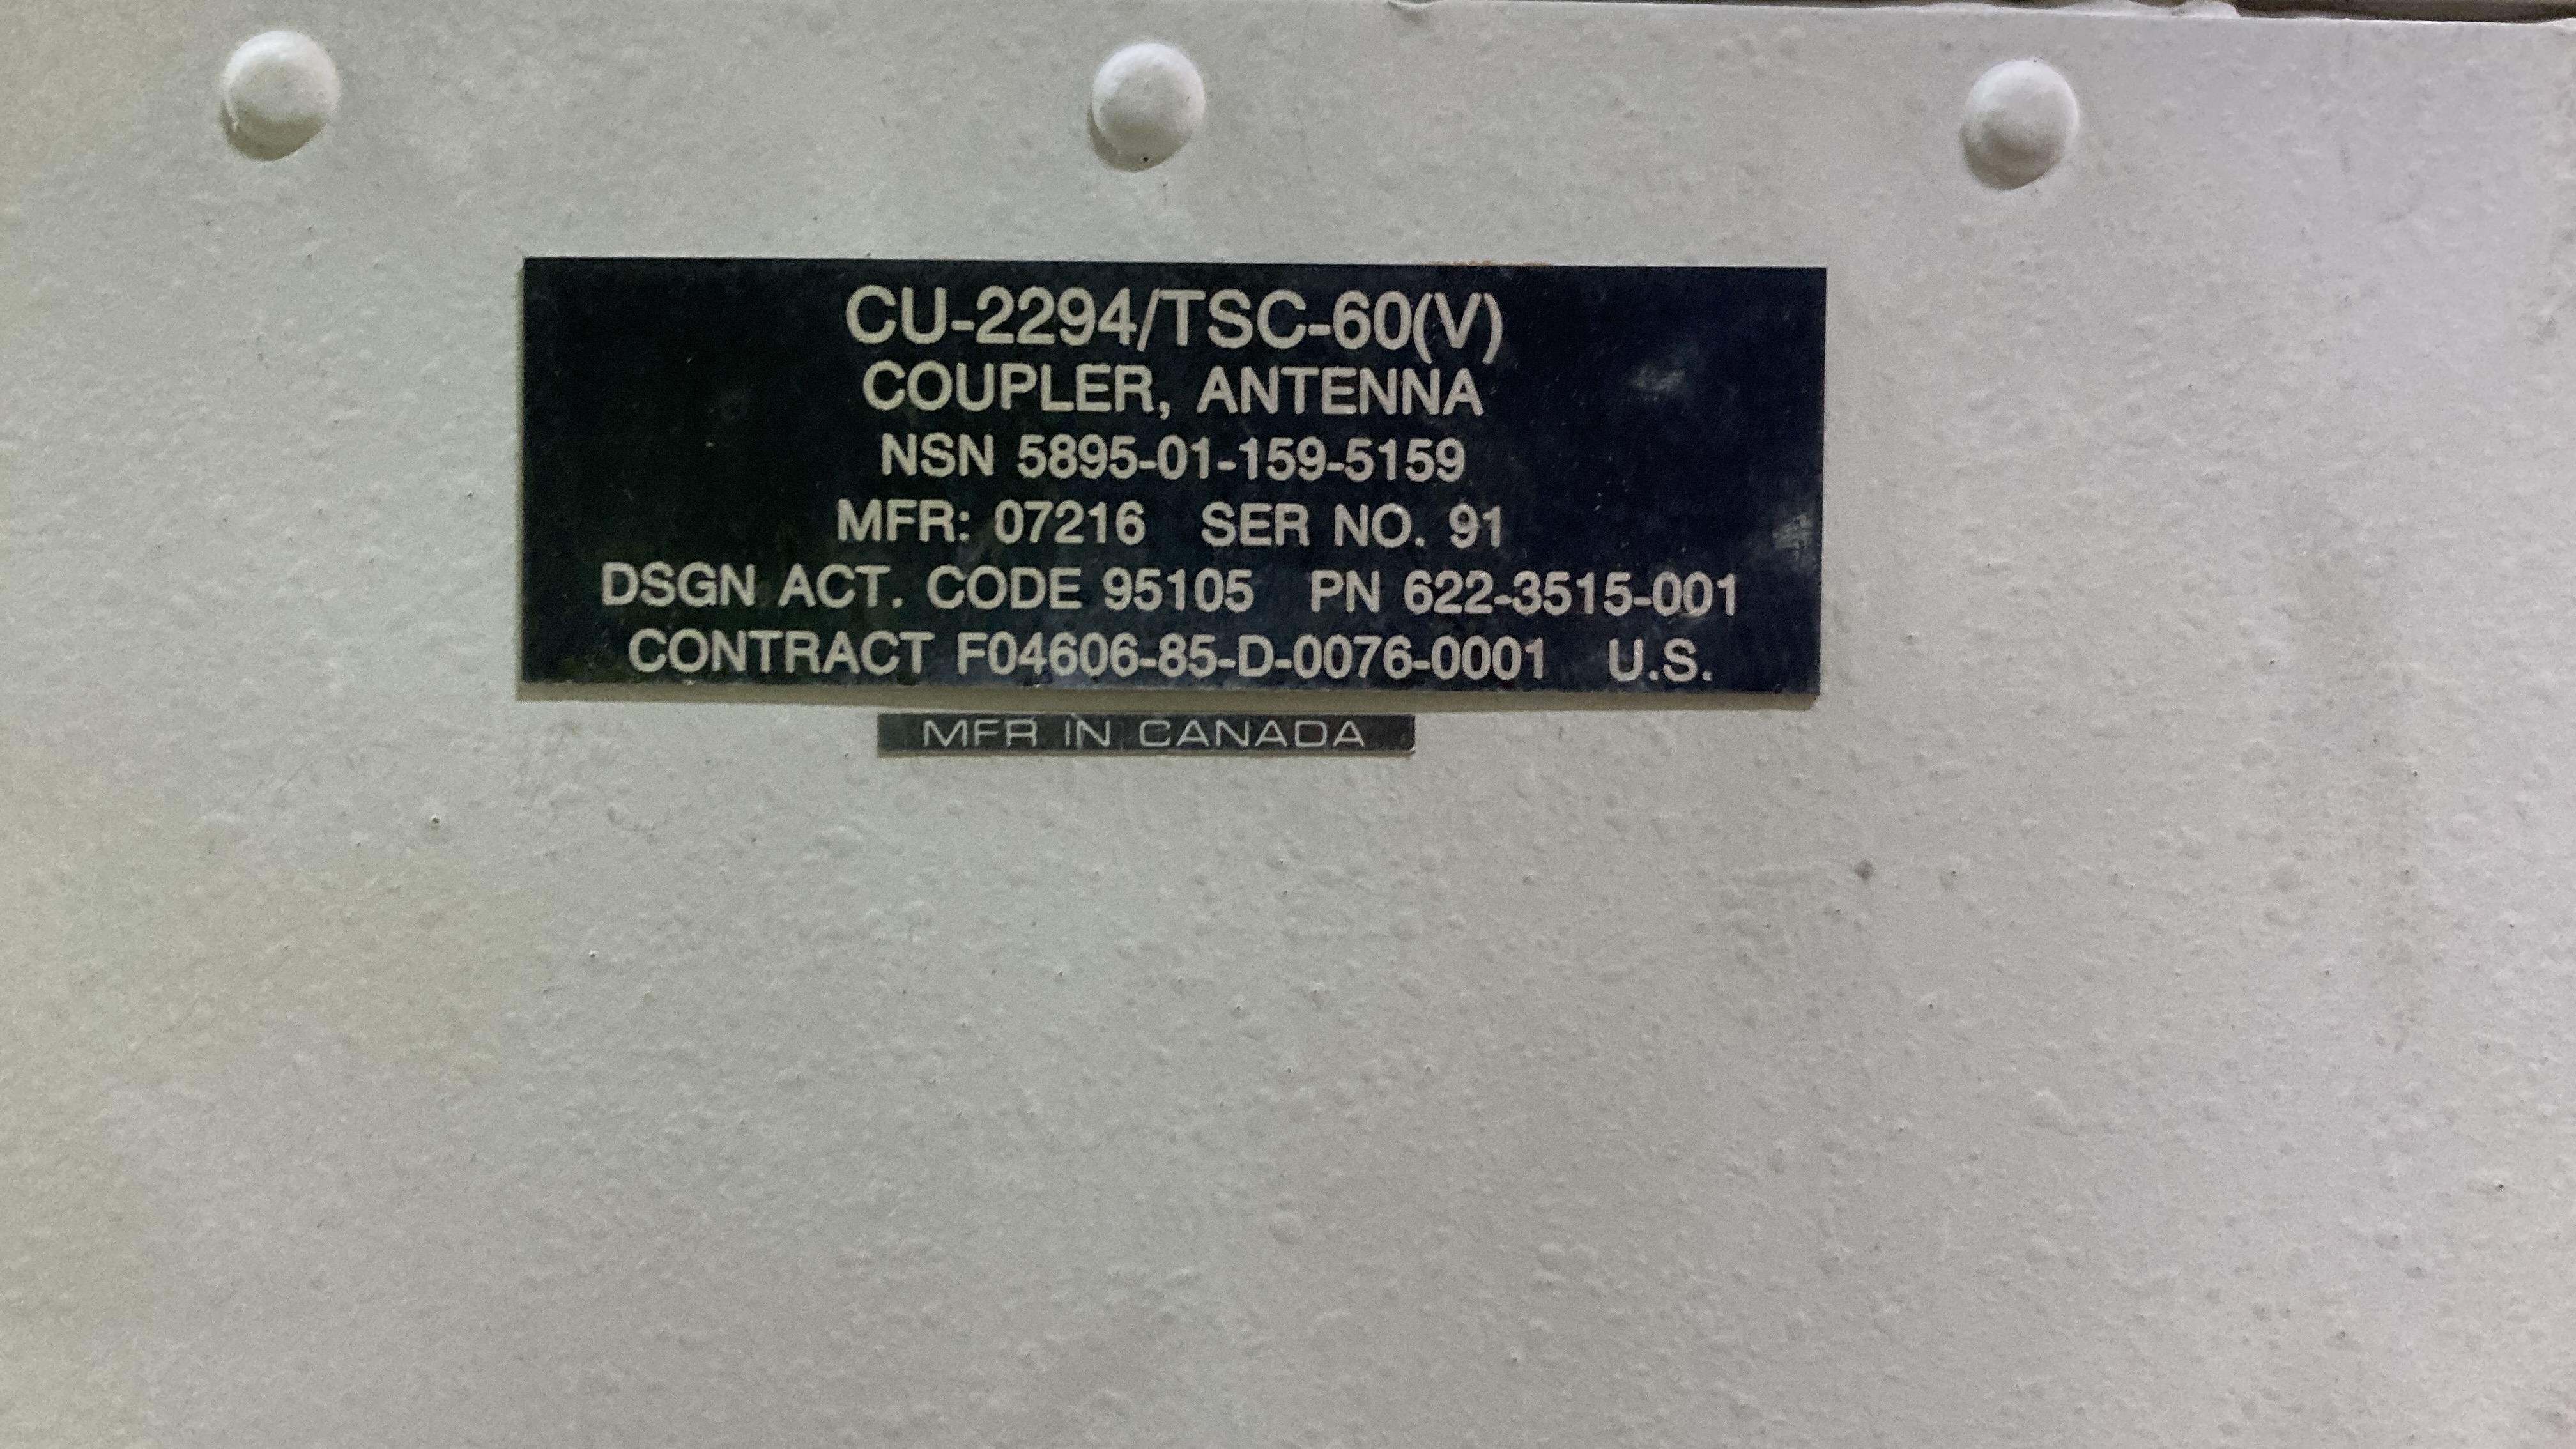 CU-2294/TSC-60(V)
COUPLER, ANTENNA
NSN 5895-01-159-5159
MFR: 07216 SER NO. 91
DSGN ACT. CODE 95105 PN 622-3515-001
CONTRACT F04606-85-D-0076-0001 U.S.
MFR IN CANADA